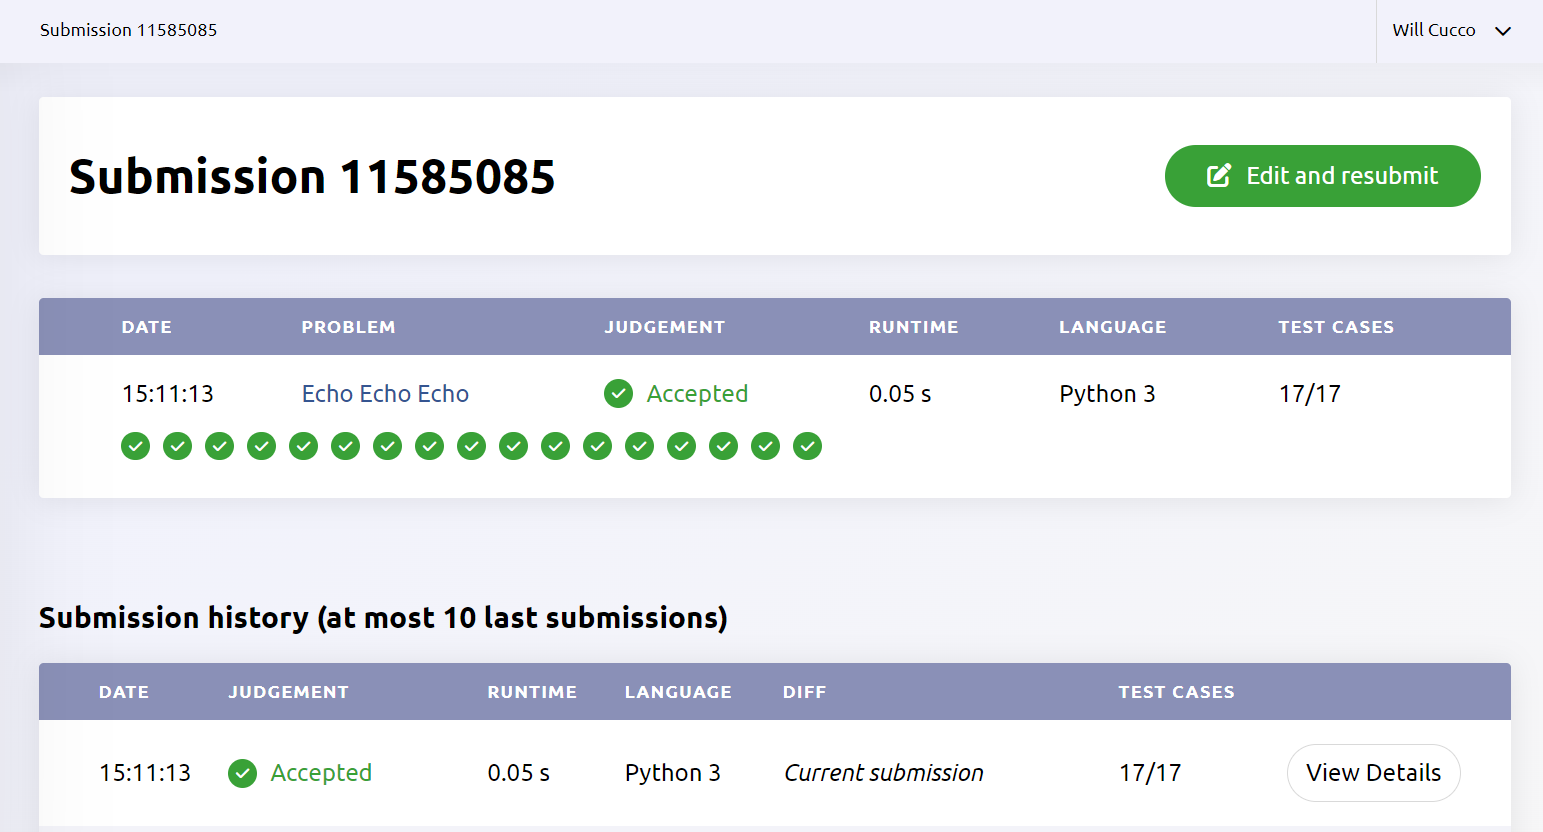 Submission 11585085
Will Cucco
Submission 11585085
Edit and resubmit
DATE PROBLEM JUDGEMENT RUNTIME LANGUAGE TEST CASES
15:11:13 Echo Echo Echo Accepted 0.05 s Python 3 17/17
Submission history (at most 10 last submissions)
DATE JUDGEMENT RUNTIME LANGUAGE DIFF TEST CASES
15:11:13 Accepted 0.05 s Python 3 Current submission 17/17 View Details